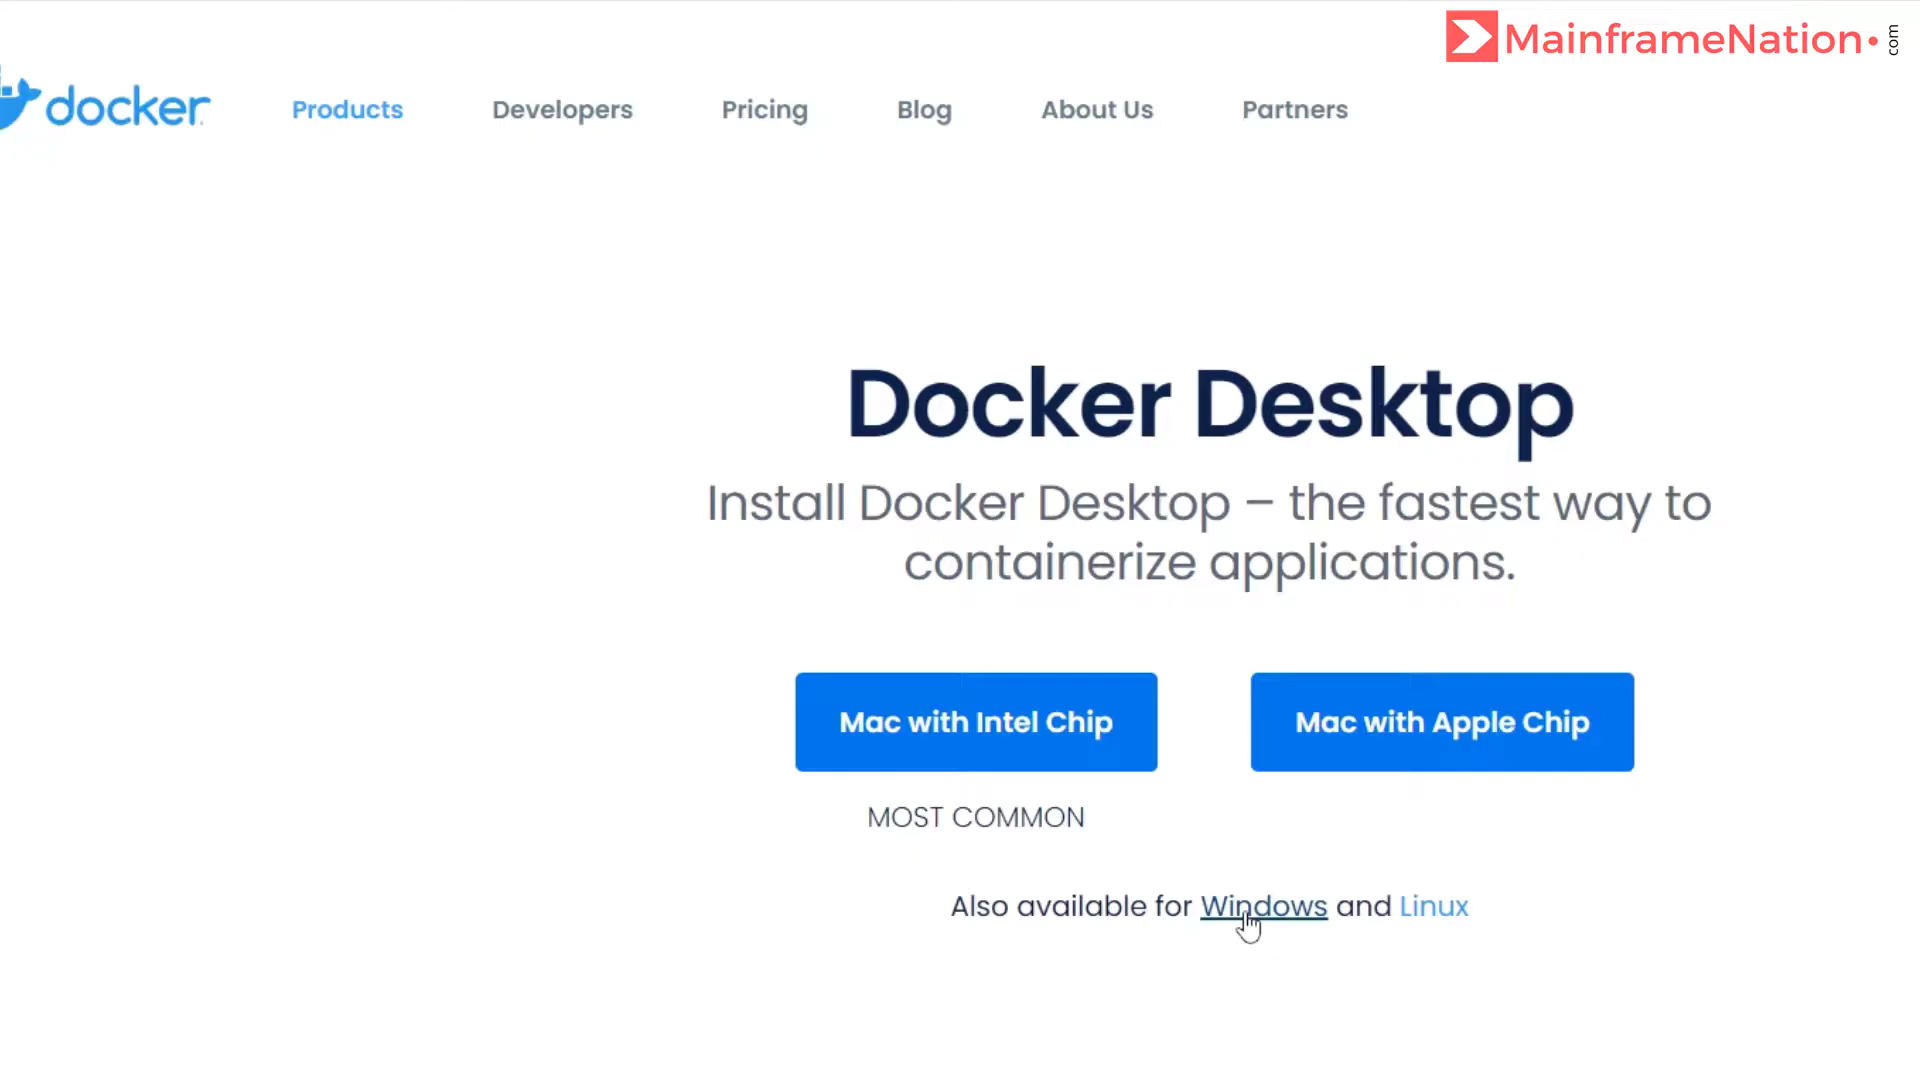 MainframeNation.com
docker
Products
Developers
Pricing
Blog
About Us
Partners
Docker Desktop
Install Docker Desktop – the fastest way to
containerize applications.
Mac with Intel Chip
Mac with Apple Chip
MOST COMMON
Also available for Windows and Linux